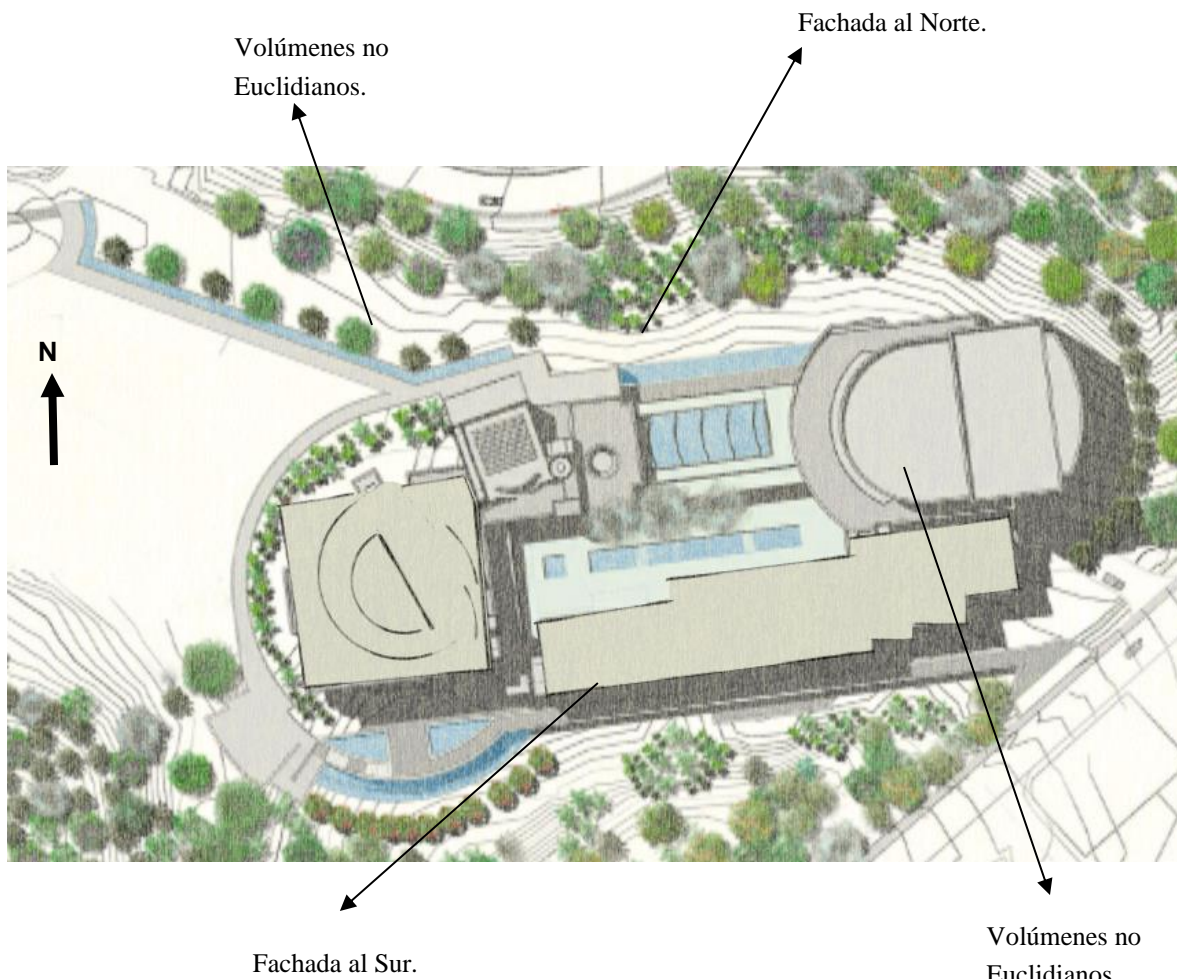 Fachada al Norte.
Volúmenes no
Euclidianos.
N
Fachada al Sur.
Volúmenes no
Euclidianos